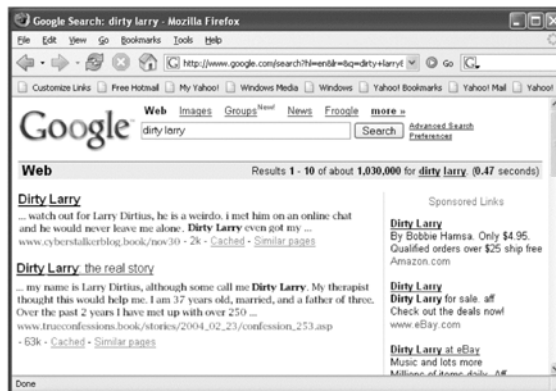 Google Search: dirty larry - Mozilla Firefox
File Edit View Go Bookmarks Tools Help
http://www.google.com/search?hl=en&lr=&q=dirty+larry& Go
Customize Links Free Hotmail My Yahoo! Windows Media Windows Yahoo! Bookmarks Yahoo! Mail Yahoo!
Web Images Groups New! News Froogle more »
Google
dirty larry Search Advanced Search
Preferences
Web Results 1 - 10 of about 1,030,000 for dirty larry. (0.47 seconds)
Dirty Larry
... watch out for Larry Dirtius, he is a weirdo. i met him on an online chat
and he would never leave me alone. Dirty Larry even got my ...
www.cyberstalkerblog.book/nov30 - 2k - Cached - Similar pages
Dirty Larry: the real story
... my name is Larry Dirtius, although some call me Dirty Larry. My therapist
thought this would help me. I am 37 years old, married, and a father of three.
Over the past 2 years I have met up with over 250 ...
www.trueconfessions.book/stories/2004_02_23/confession_253.asp
- 63k - Cached - Similar pages
Sponsored Links
Dirty Larry
By Bobbie Hamsa. Only $4.95.
Qualified orders over $25 ship free
Amazon.com
Dirty Larry
Dirty Larry for sale. aff
Check out the deals now!
www.eBay.com
Dirty Larry at eBay
Music and lots more
Millions of items daily. Aff
Done